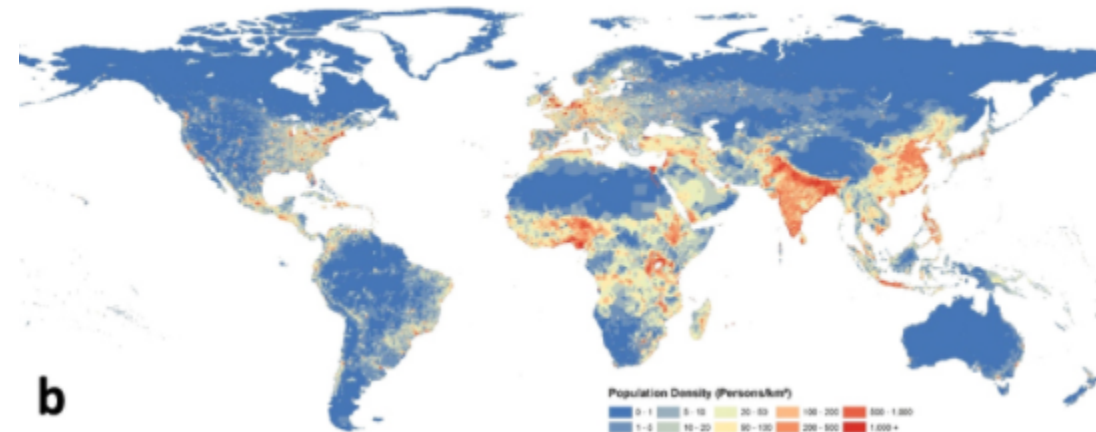 b
Population Density (Persons/km²)
0 - 1 5 - 10 20 - 50 100 - 200 500 - 1,000
1 - 5 10 - 20 50 - 100 200 - 500 1,000 +